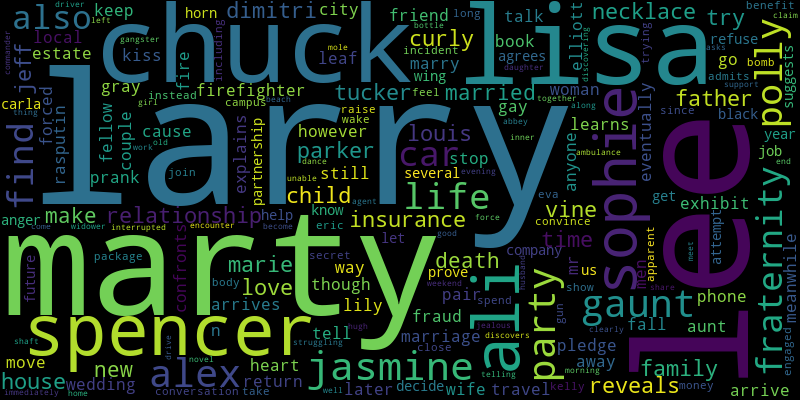 also
chuck
lisa
larry
lee
marty
spencer
dimitri
city
horn
keep
local
estate
jeff
kiss
find
forced
rasputin
gray
firefighter
fire
including
leaf
friend
talk
curly
book
agrees
marry
wing
incident
bottle
long
elliott
necklace
try
refuse
go
bomb
admits
mole
polly
benefit
claim
suggests
driver
left
gangster
commander
asks
daughter
support
discovering
trying
tucker
married
feel
together
gay
woman
father
since
black
year
job
end
carla
thing
girl
couple
fellow
prank
cause
instead
campus
however
explains
partnership
raise
wake
louis
parker
car
stop
learns
anyone
along
sophie
eventually
abbey
inner
ambulance
beach
dance
work
old
join
still
several
child
unable
agent
evening
life
eva
force
get
exhibit
attempt
fraternity
meanwhile
anger
make
relationship
help
know
eric
insurance
vine
time
convince
come
widower
interrupted
encounter
become
let
good
company
mr
us
men
apparent
meet
share
confronts
future
package
marie
secret
way
death
prove
though
love
body
arrives
lily
hugh
pair
weekend
spend
ali
husband
party
gun
show
gaunt
phone
fall
aunt
clearly
engaged
shaft
n
tell
struggling
fraud
marriage
close
jealous
discovers
pledge
away
family
arrive
move
new
alex
drive
heart
novel
jasmine
telling
morning
house
wedding
return
later
decide
wife
travel
kelly
reveals
money
immediately
home
conversation
take
well